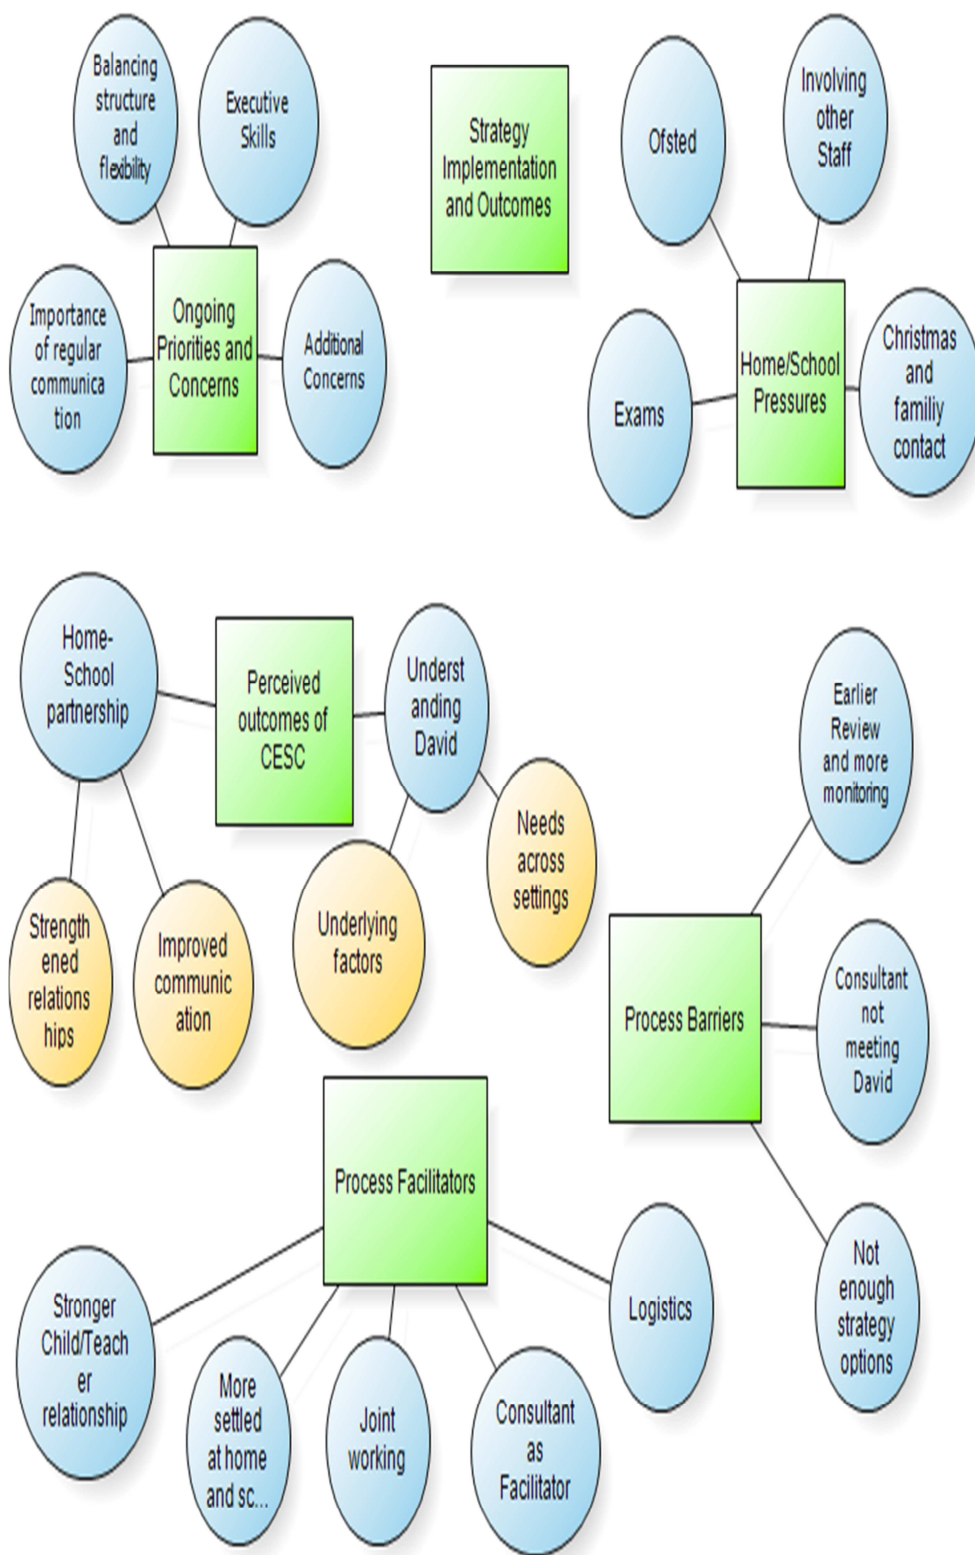 Balancing
structure
and
flexibility
Executive
Skills
Importance
of regular
communica
tion
Ongoing
Priorities and
Concerns
Additional
Concerns
Strategy
Implementation
and Outcomes
Ofsted
Involving
other
Staff
Exams
Home/School
Pressures
Christmas
and
familiy
contact
Home-
School
partnership
Perceived
outcomes of
CESC
Underst
anding
David
Strength
ened
relations
hips
Improved
communic
ation
Underlying
factors
Needs
across
settings
Earlier
Review
and more
monitoring
Process Barriers
Consultant
not
meeting
David
Not
enough
strategy
options
Process Facilitators
Stronger
Child/Teach
er
relationship
More
settled
at home
and sc...
Joint
working
Consultant
as
Facilitator
Logistics